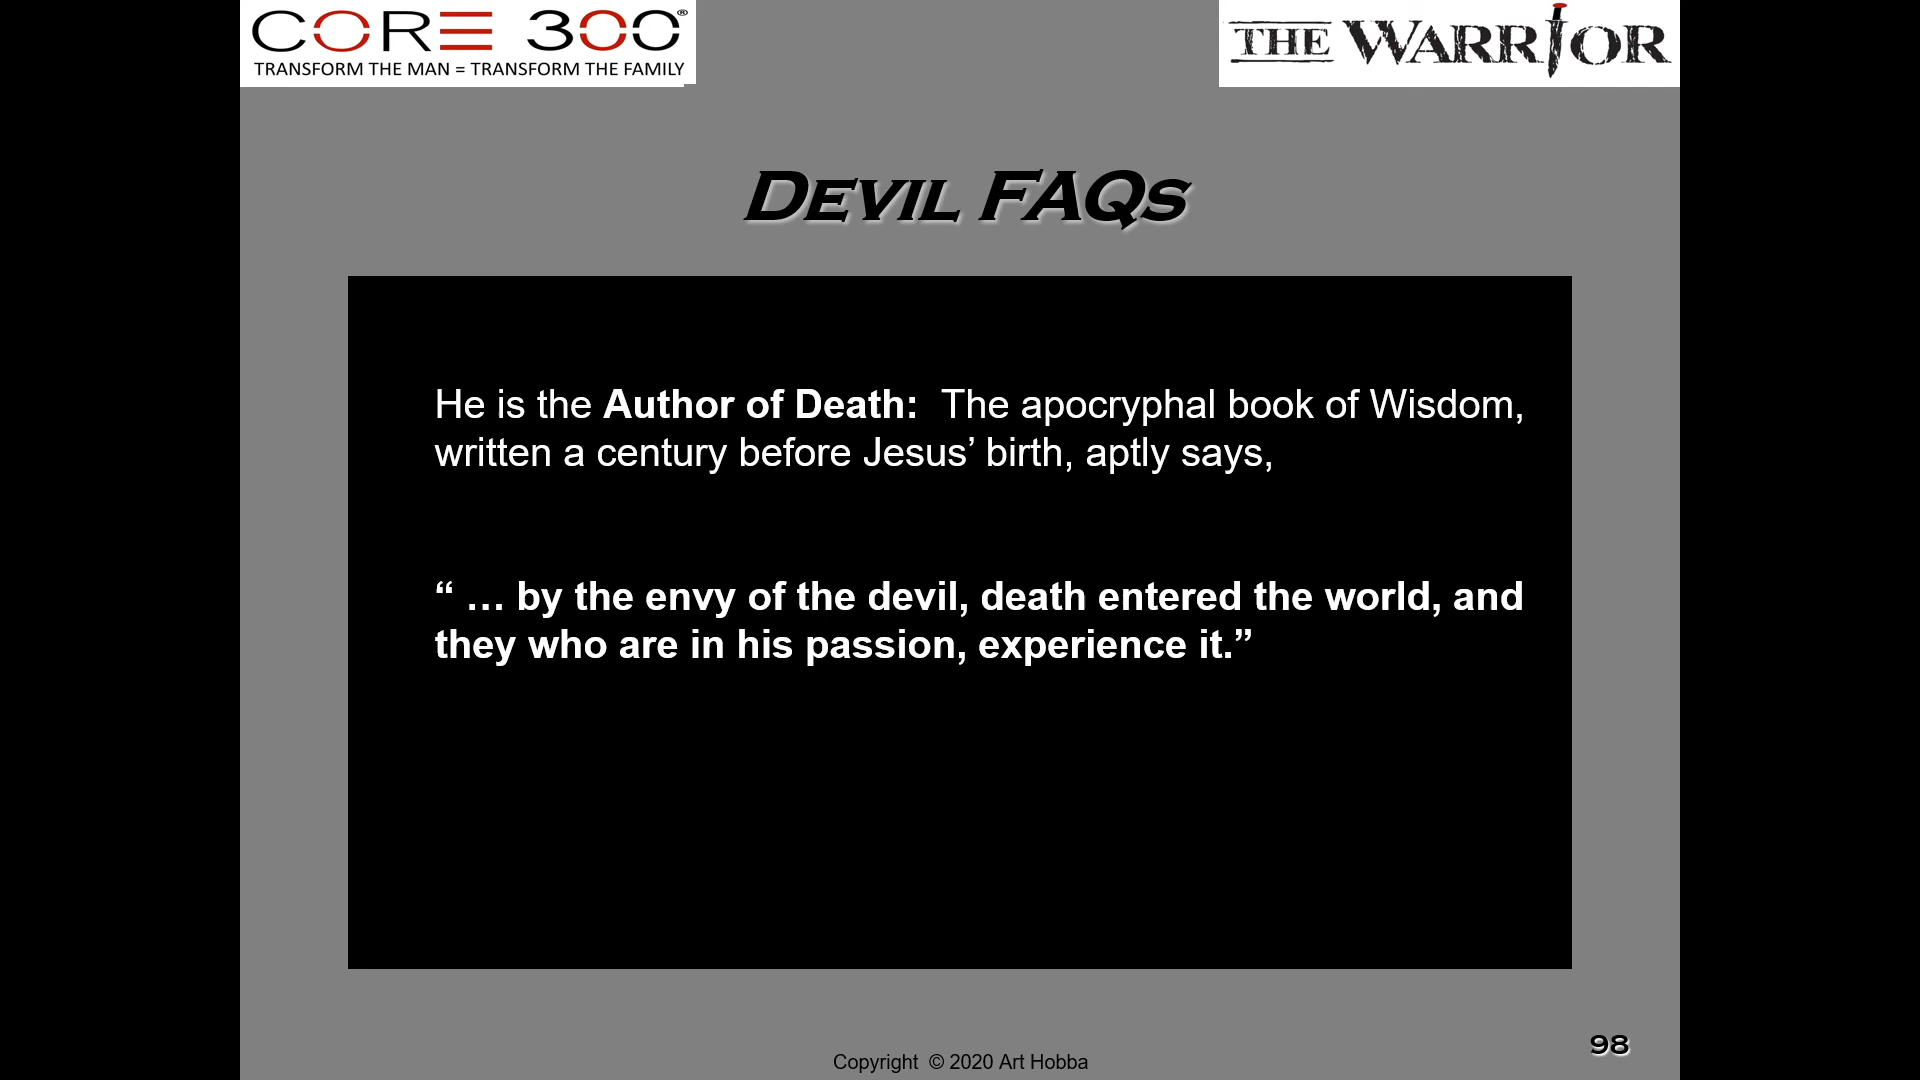 CORE 300®
TRANSFORM THE MAN = TRANSFORM THE FAMILY
THE WARRIOR
DEVIL FAQS
He is the Author of Death:  The apocryphal book of Wisdom,
written a century before Jesus’ birth, aptly says,
“ … by the envy of the devil, death entered the world, and
they who are in his passion, experience it.”
98
Copyright  © 2020 Art Hobba